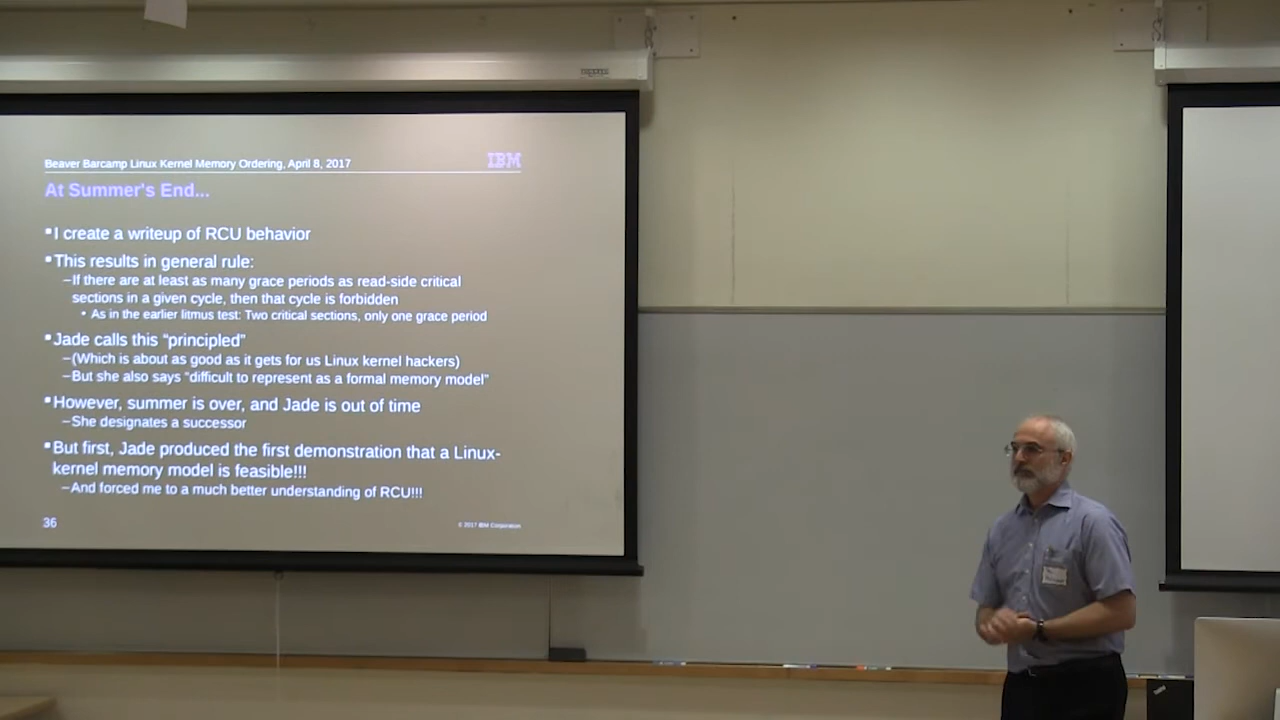 Beaver Barcamp Linux Kernel Memory Ordering, April 8, 2017
IBM
At Summer's End...
I create a writeup of RCU behavior
This results in general rule:
–If there are at least as many grace periods as read-side critical
sections in a given cycle, then that cycle is forbidden
• As in the earlier litmus test: Two critical sections, only one grace period
Jade calls this "principled"
–(Which is about as good as it gets for us Linux kernel hackers)
–But she also says "difficult to represent as a formal memory model"
However, summer is over, and Jade is out of time
–She designates a successor
But first, Jade produced the first demonstration that a Linux-
kernel memory model is feasible!!!
–And forced me to a much better understanding of RCU!!!
36
© 2017 IBM Corporation